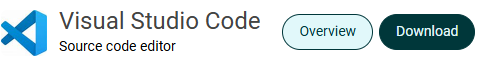 Visual Studio Code
Source code editor
Overview
Download